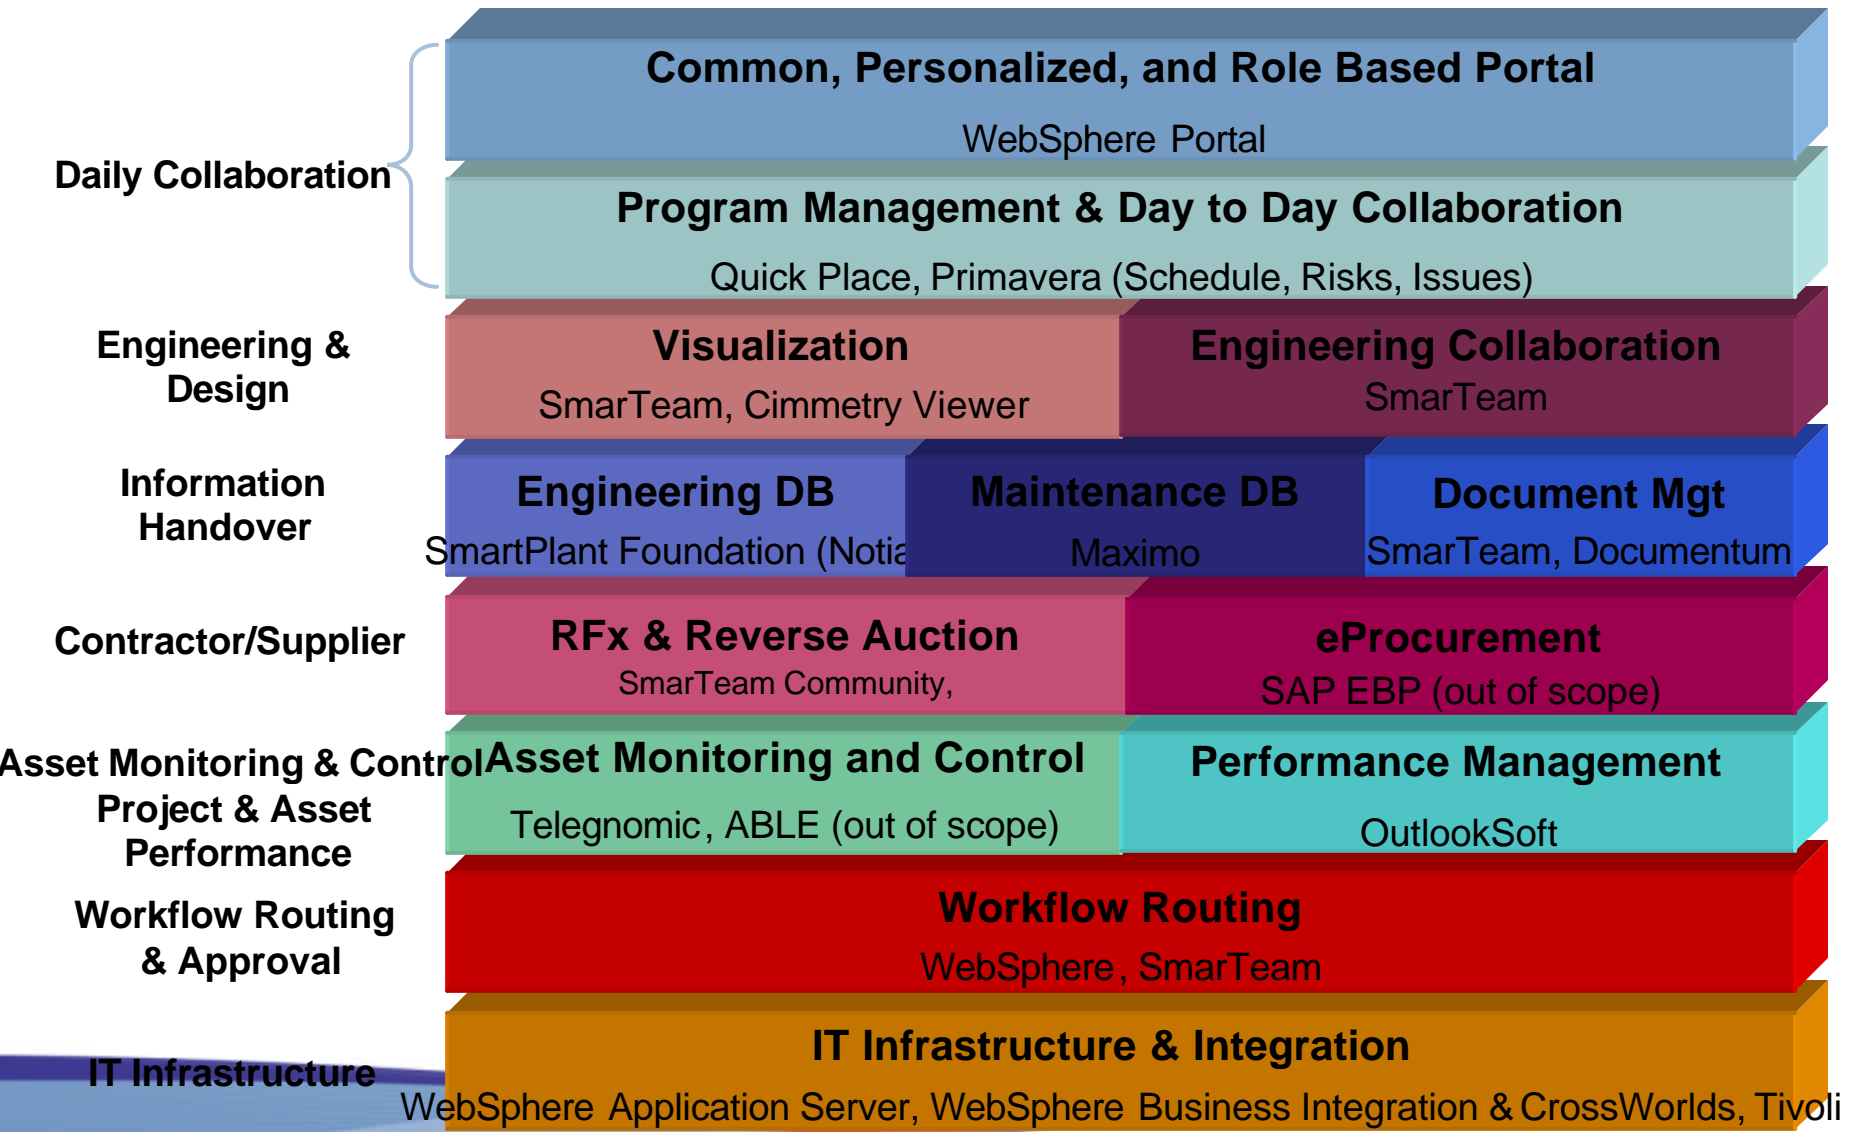 Common, Personalized, and Role Based Portal
WebSphere Portal
Daily Collaboration
Program Management & Day to Day Collaboration
Quick Place, Primavera (Schedule, Risks, Issues)
Engineering &
Design
Visualization
SmarTeam, Cimmetry Viewer
Engineering Collaboration
SmarTeam
Information
Handover
Engineering DB
SmartPlant Foundation (Notia
Maintenance DB
Maximo
Document Mgt
SmarTeam, Documentum
Contractor/Supplier
RFx & Reverse Auction
SmarTeam Community,
eProcurement
SAP EBP (out of scope)
Asset Monitoring & Control
Project & Asset
Performance
Asset Monitoring and Control
Telegnomic, ABLE (out of scope)
Performance Management
OutlookSoft
Workflow Routing
& Approval
Workflow Routing
WebSphere, SmarTeam
IT Infrastructure
IT Infrastructure & Integration
WebSphere Application Server, WebSphere Business Integration & CrossWorlds, Tivoli